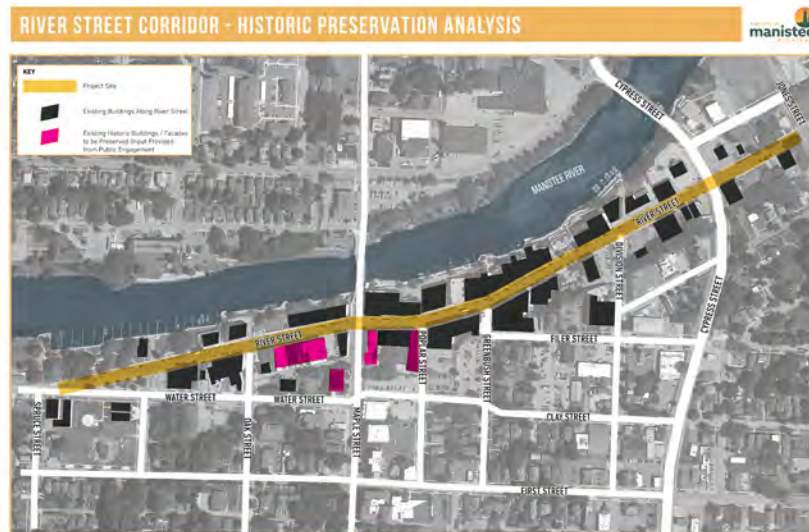 RIVER STREET CORRIDOR - HISTORIC PRESERVATION ANALYSIS
manistee
KEY
Project Site
Existing Buildings Along River Street
Existing Historic Buildings / Facades
to be Preserved (Input Provided
from Public Engagement
CYPRESS STREET
JONES STREET
MANISTEE RIVER
RIVER STREET
DIVISION STREET
CYPRESS STREET
RIVER STREET
POPLAR STREET
GREENBUSH STREET
FILER STREET
WATER STREET
WATER STREET
SPRUCE STREET
OAK STREET
MAPLE STREET
CLAY STREET
FIRST STREET